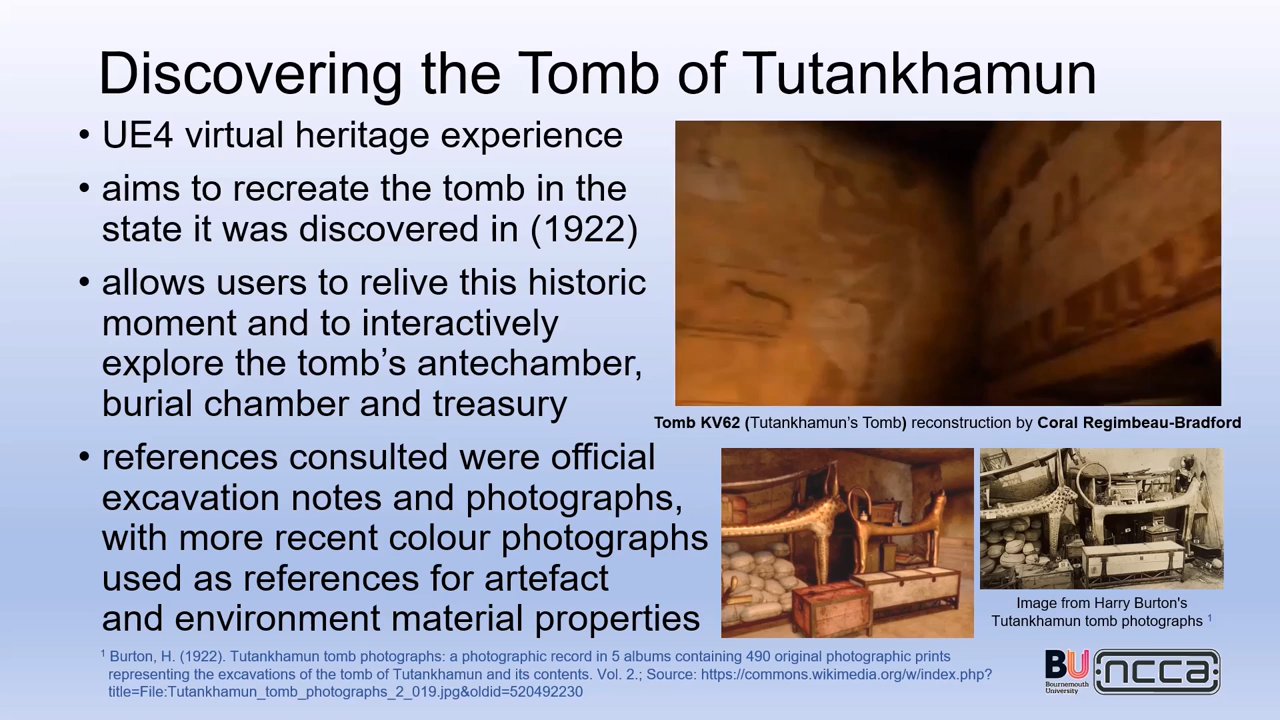 Discovering the Tomb of Tutankhamun
• UE4 virtual heritage experience
• aims to recreate the tomb in the
state it was discovered in (1922)
• allows users to relive this historic
moment and to interactively
explore the tomb’s antechamber,
burial chamber and treasury
• references consulted were official
excavation notes and photographs,
with more recent colour photographs
used as references for artefact
and environment material properties
Tomb KV62 (Tutankhamun’s Tomb) reconstruction by Coral Regimbeau-Bradford
Image from Harry Burton's
Tutankhamun tomb photographs 1
1 Burton, H. (1922). Tutankhamun tomb photographs: a photographic record in 5 albums containing 490 original photographic prints
representing the excavations of the tomb of Tutankhamun and its contents. Vol. 2.; Source: https://commons.wikimedia.org/w/index.php?
title=File:Tutankhamun_tomb_photographs_2_019.jpg&oldid=520492230
BU
Bournemouth
University
ncca